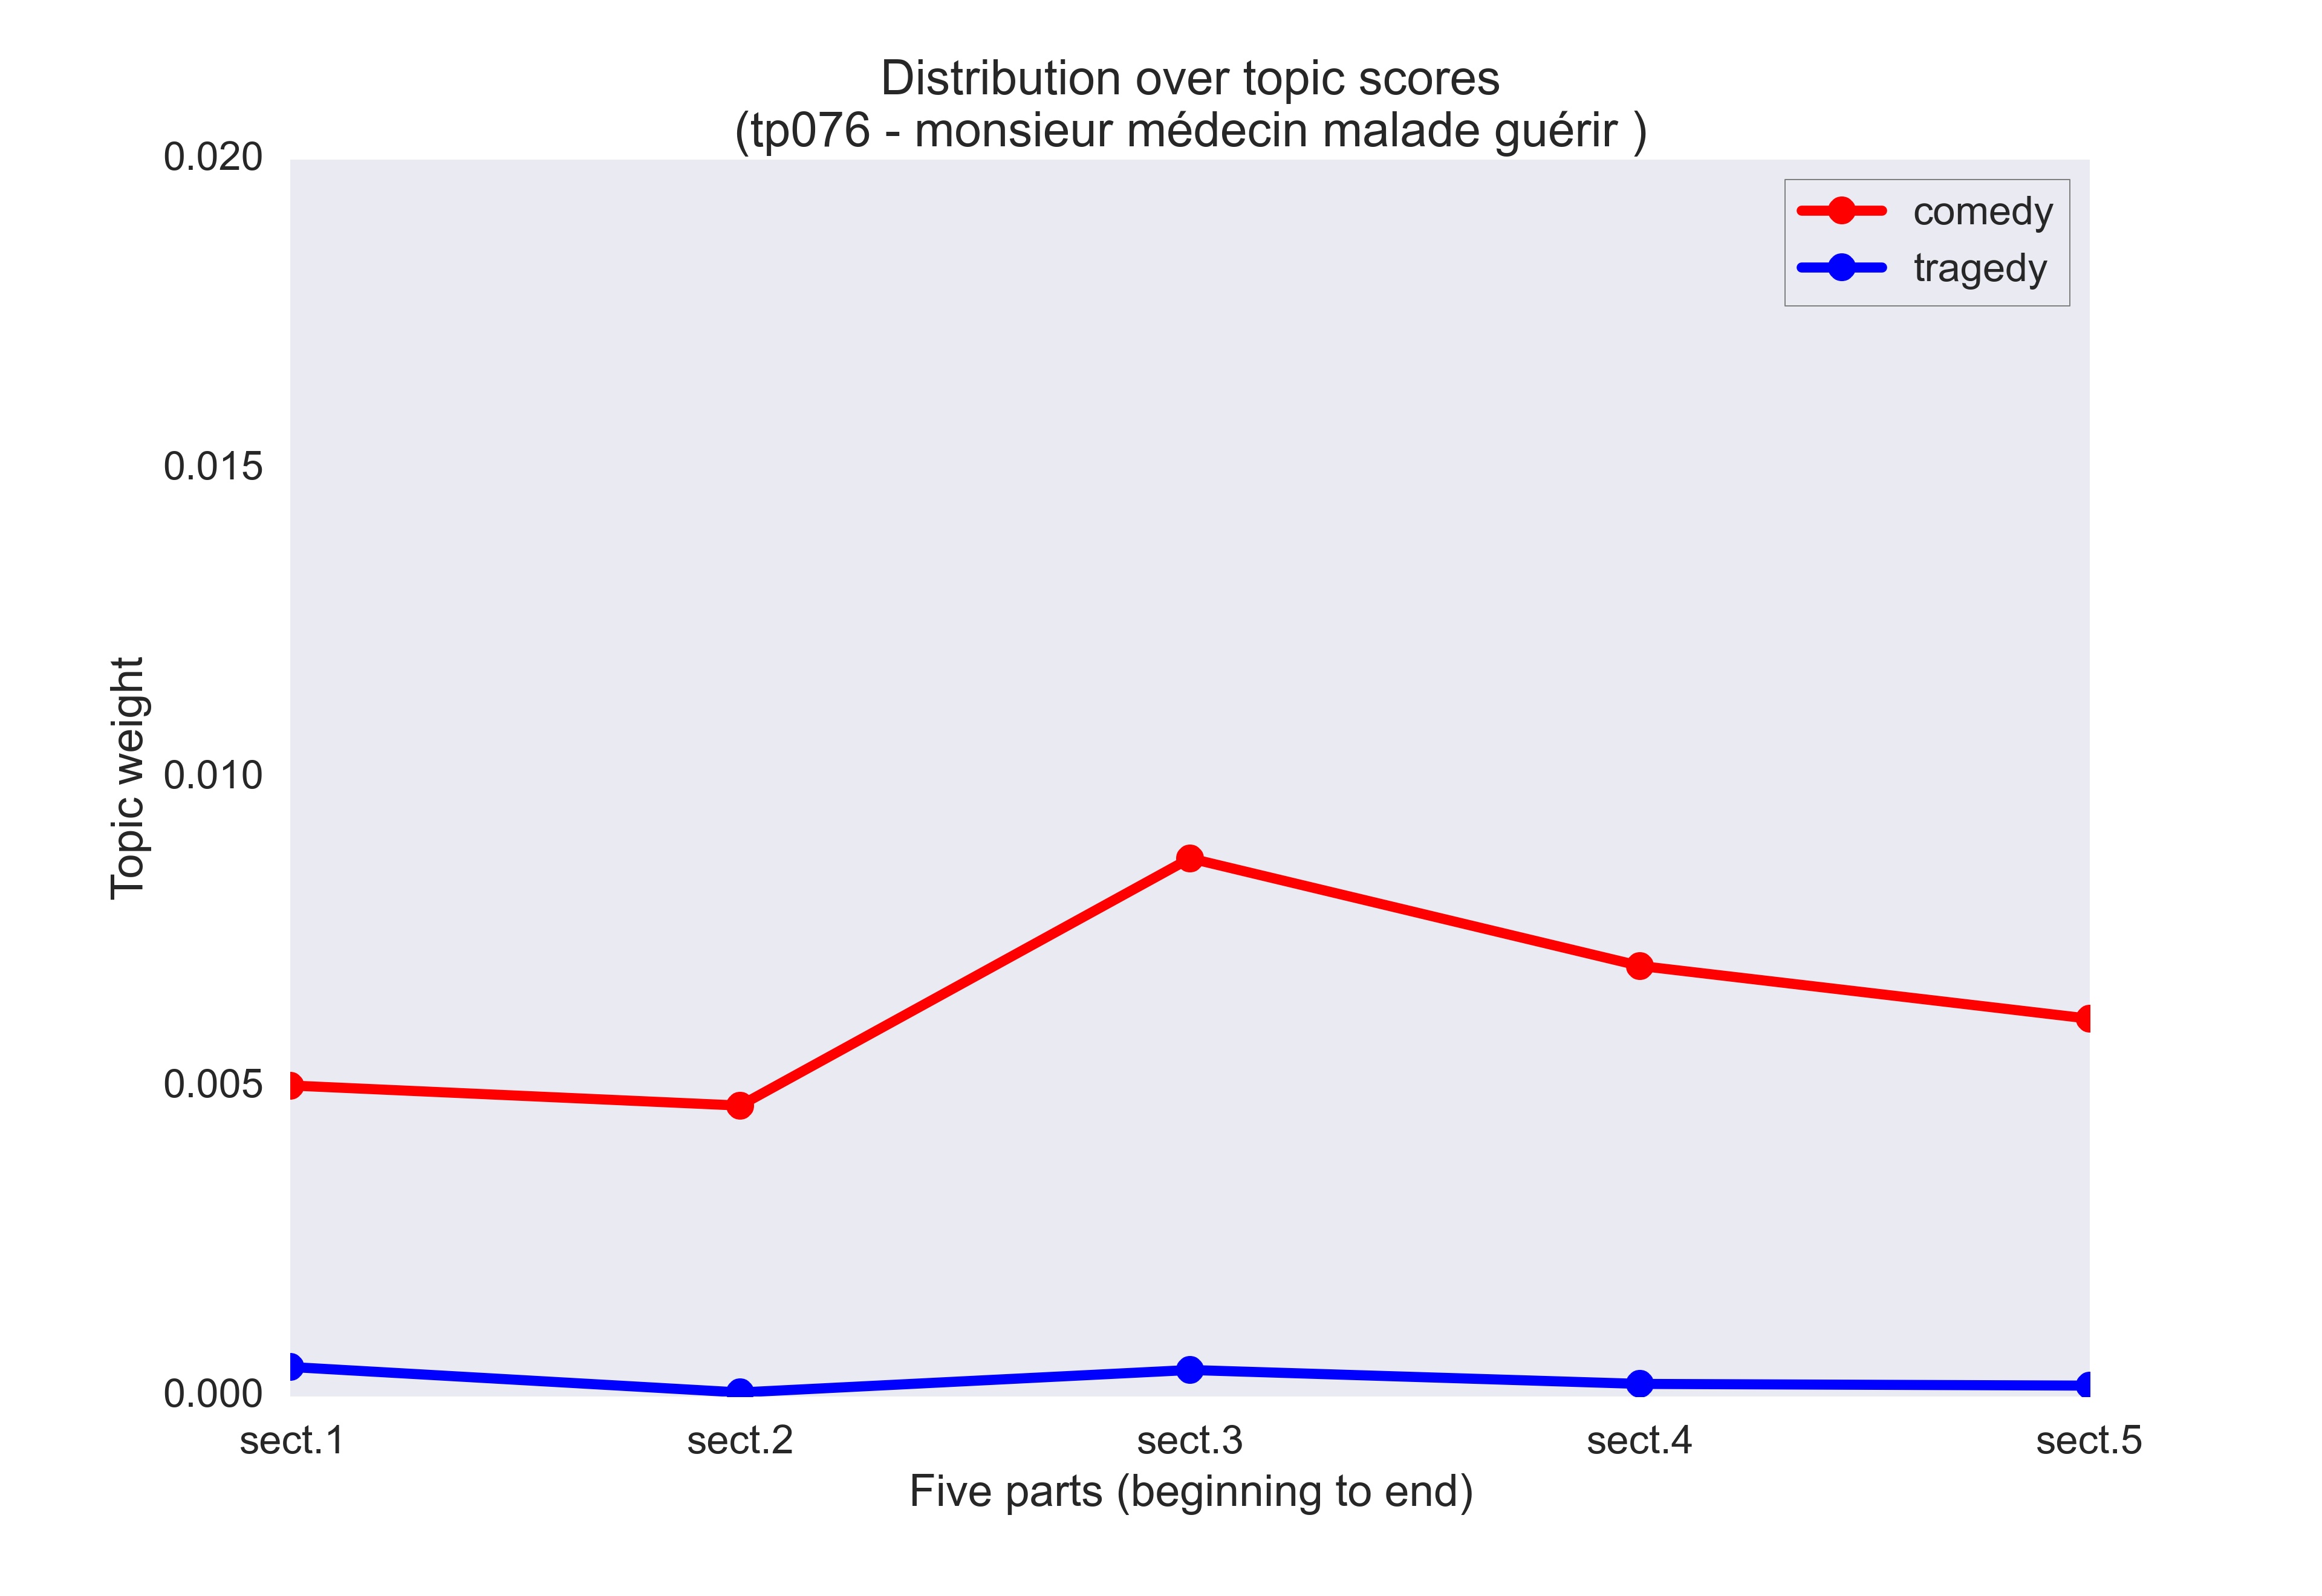 Distribution over topic scores
(tp076 - monsieur médecin malade guérir )
comedy
tragedy
Topic weight
0.020
0.015
0.010
0.005
0.000
sect.1 sect.2 sect.3 sect.4 sect.5
Five parts (beginning to end)